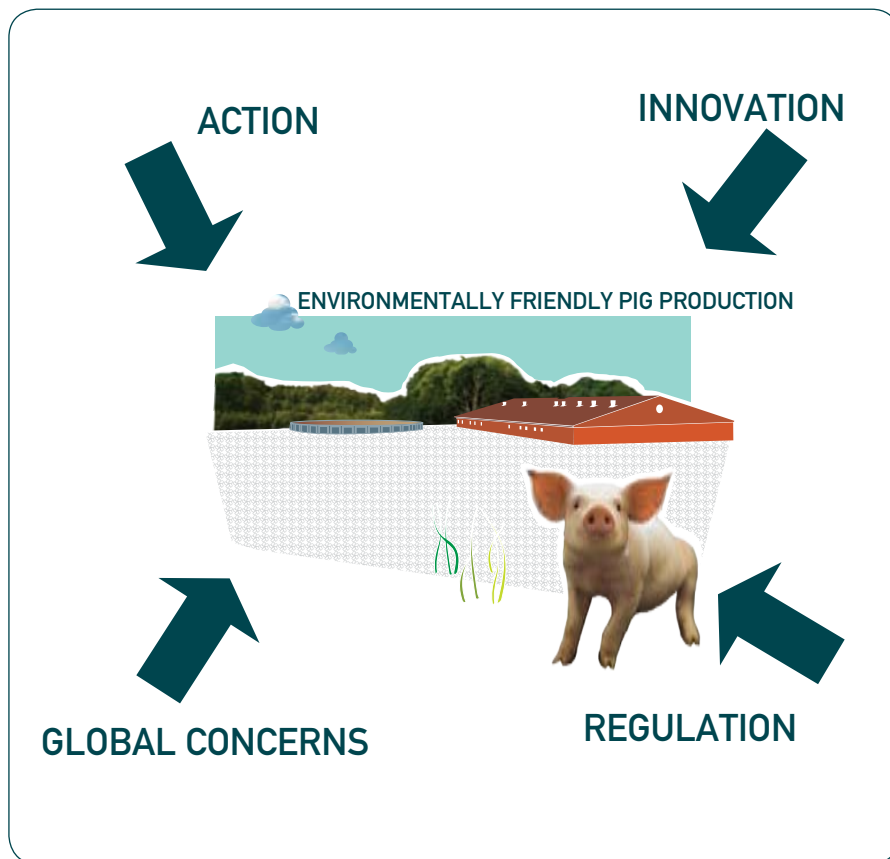 ACTION
INNOVATION
ENVIRONMENTALLY FRIENDLY PIG PRODUCTION
GLOBAL CONCERNS
REGULATION